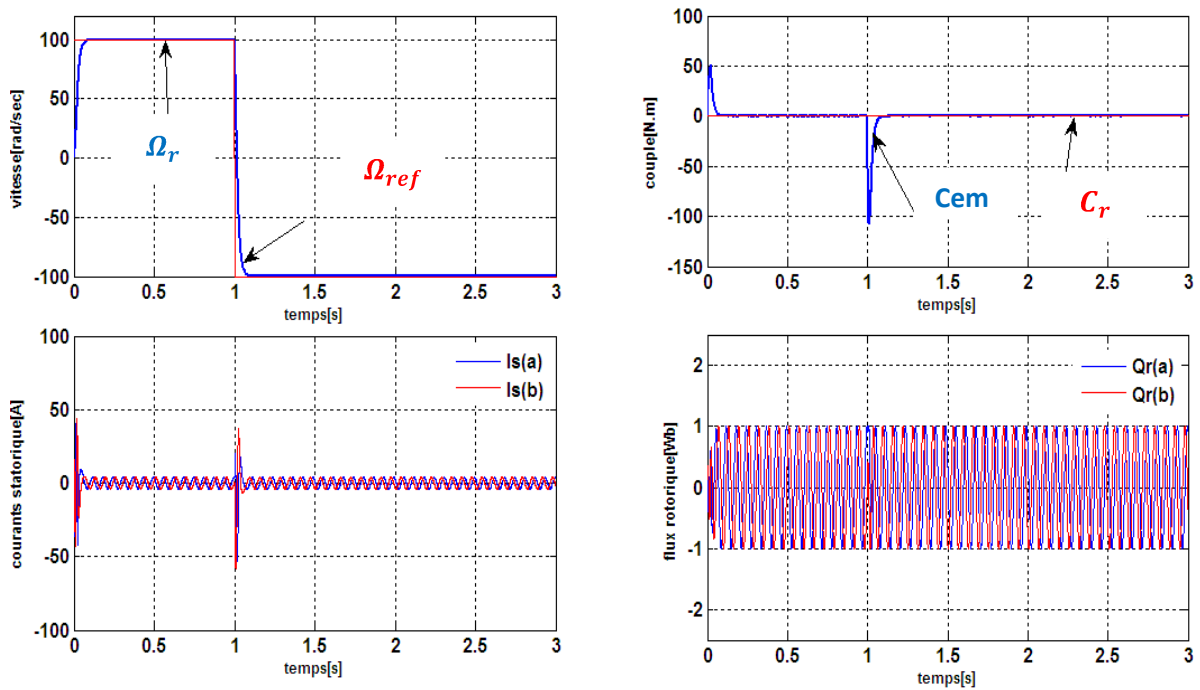 100
50
0
-50
-100
vitesse[rad/sec]
Ωr
Ωref
0 0.5 1 1.5 2 2.5 3
temps[s]
100
50
0
-50
-100
-150
couple[N.m]
Cem
Cr
0 0.5 1 1.5 2 2.5 3
temps[s]
100
50
0
-50
-100
courants statorique[A]
Is(a)
Is(b)
0 0.5 1 1.5 2 2.5 3
temps[s]
2
1
0
-1
-2
flux rotorique[Wb]
Qr(a)
Qr(b)
0 0.5 1 1.5 2 2.5 3
temps[s]